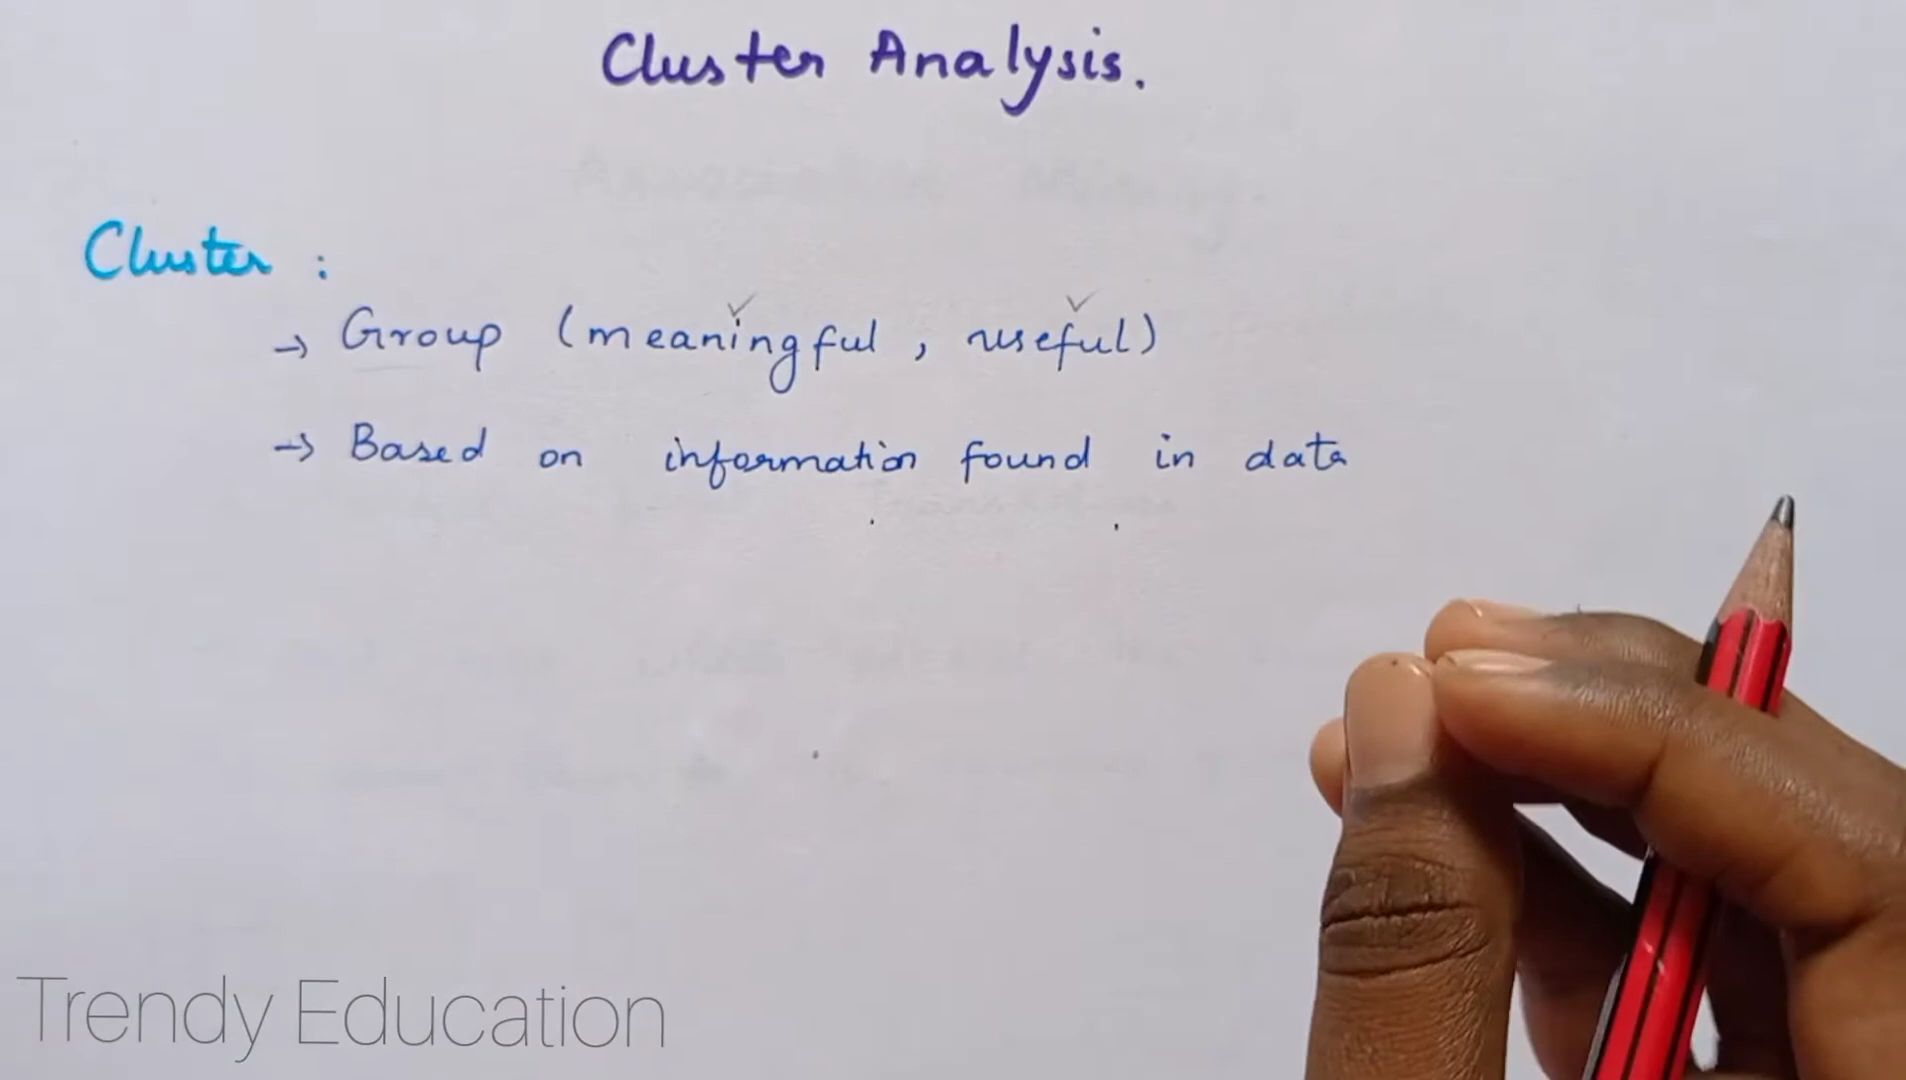 Cluster Analysis.
Cluster :
→ Group (meaningful, useful)
→ Based on information found in data
Trendy Education